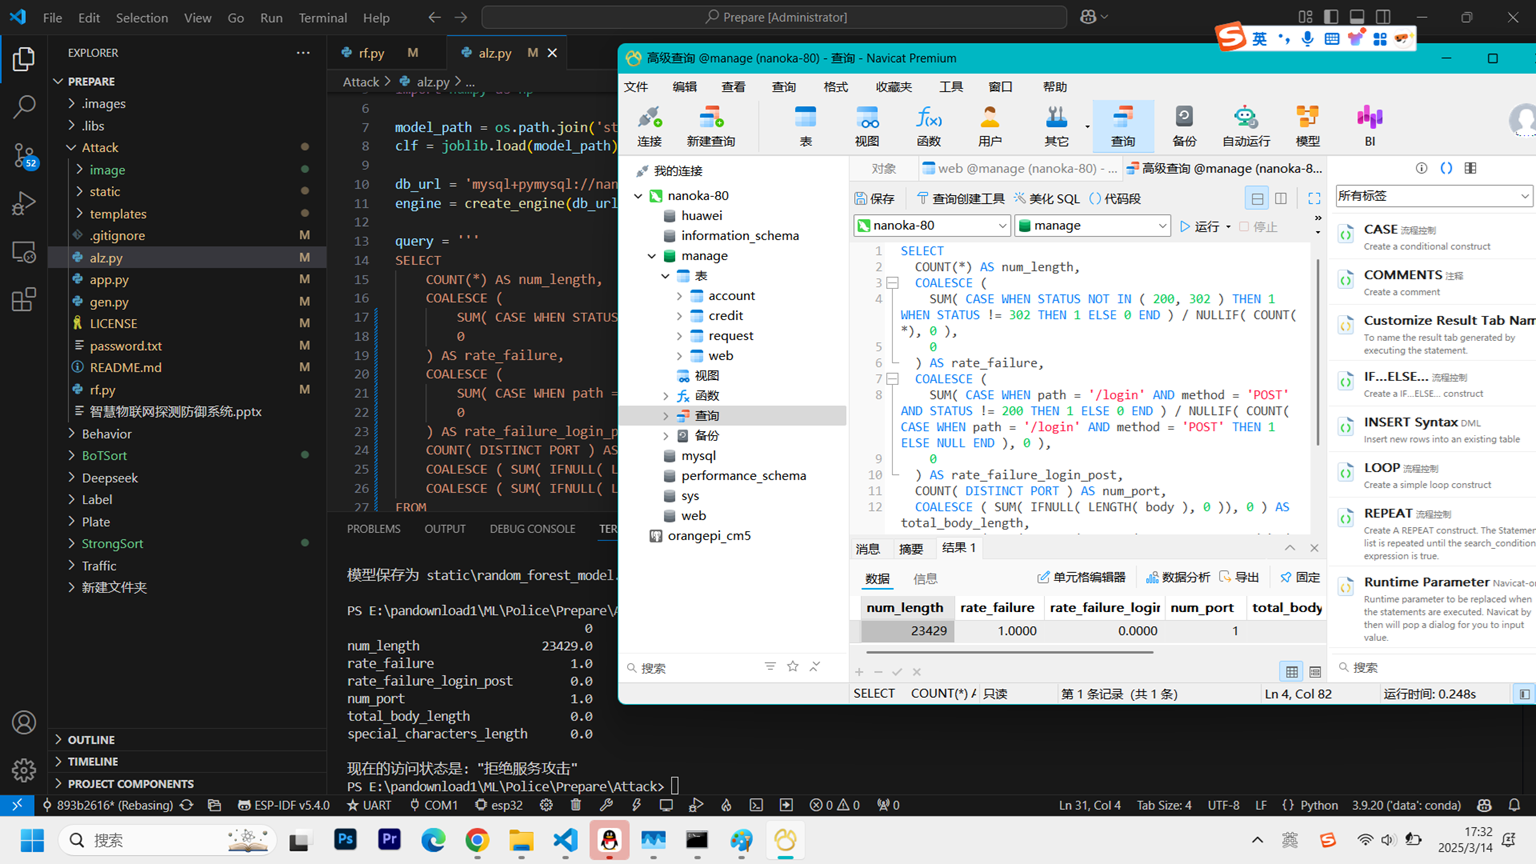 File Edit Selection View Go Run Terminal Help
Prepare [Administrator]
英
EXPLORER
PREPARE
.images
.libs
Attack
image
static
templates
.gitignore M
alz.py M
app.py M
gen.py M
LICENSE M
password.txt M
README.md M
rf.py M
智慧物联网探测防御系统.pptx
Behavior
BoTSort
Deepseek
Label
Plate
StrongSort
Traffic
新建文件夹
OUTLINE
TIMELINE
PROJECT COMPONENTS
52
rf.py M
alz.py M
Attack > alz.py > ...
6
7 model_path = os.path.join('st
8 clf = joblib.load(model_path)
9
10 db_url = 'mysql+pymysql://nan
11 engine = create_engine(db_url
12
13 query = '''
14 SELECT
15 COUNT(*) AS num_length,
16 COALESCE (
17 SUM( CASE WHEN STATUS
18 0
19 ) AS rate_failure,
20 COALESCE (
21 SUM( CASE WHEN path =
22 0
23 ) AS rate_failure_login_p
24 COUNT( DISTINCT PORT ) AS
25 COALESCE ( SUM( IFNULL( L
26 COALESCE ( SUM( IFNULL( L
27 FROM
PROBLEMS OUTPUT DEBUG CONSOLE TER
模型保存为 static\random_forest_model.
PS E:\pandownload1\ML\Police\Prepare\A
0
num_length 23429.0
rate_failure 1.0
rate_failure_login_post 0.0
num_port 1.0
total_body_length 0.0
special_characters_length 0.0
现在的访问状态是: "拒绝服务攻击"
PS E:\pandownload1\ML\Police\Prepare\Attack>
高级查询 @manage (nanoka-80) - 查询 - Navicat Premium
文件 编辑 查看 查询 格式 收藏夹 工具 窗口 帮助
连接 新建查询 表 视图 函数 用户 其它 查询 备份 自动运行 模型 BI
我的连接
nanoka-80
huawei
information_schema
manage
表
account
credit
request
web
视图
函数
查询
备份
mysql
performance_schema
sys
web
orangepi_cm5
搜索
对象 web @manage (nanoka-80) - ... 高级查询 @manage (nanoka-8...
保存 查询创建工具 美化 SQL 代码段
nanoka-80 manage 运行 停止
1 SELECT
2 COUNT(*) AS num_length,
3 COALESCE (
4 SUM( CASE WHEN STATUS NOT IN ( 200, 302 ) THEN 1
WHEN STATUS != 302 THEN 1 ELSE 0 END ) / NULLIF( COUNT(
*), 0 ),
5 0
6 ) AS rate_failure,
7 COALESCE (
8 SUM( CASE WHEN path = '/login' AND method = 'POST'
AND STATUS != 200 THEN 1 ELSE 0 END ) / NULLIF( COUNT(
CASE WHEN path = '/login' AND method = 'POST' THEN 1
ELSE NULL END ), 0 ),
9 0
10 ) AS rate_failure_login_post,
11 COUNT( DISTINCT PORT ) AS num_port,
12 COALESCE ( SUM( IFNULL( LENGTH( body ), 0 )), 0 ) AS
total_body_length,
消息 摘要 结果 1
数据 信息 单元格编辑器 数据分析 导出 固定
num_length rate_failure rate_failure_login num_port total_body
23429 1.0000 0.0000 1
SELECT COUNT(*) A 只读 第 1 条记录 (共 1 条) Ln 4, Col 82 运行时间: 0.248s
所有标签
CASE 流程控制
Create a conditional construct
COMMENTS 注释
Create a comment
Customize Result Tab Nam
To name the result tab generated by
executing the statement.
IF...ELSE... 流程控制
Create a IF...ELSE... construct
INSERT Syntax DML
Insert new rows into an existing table
LOOP 流程控制
Create a simple loop construct
REPEAT 流程控制
Create A REPEAT construct. The Statement
list is repeated until the search_condition
expression is true.
Runtime Parameter Navicat-o
Runtime parameter to be replaced when
the statements are executed. Navicat by
then will pop a dialog for you to input
value.
搜索
893b2616* (Rebasing) ESP-IDF v5.4.0 UART COM1 esp32 0 0 0 Ln 31, Col 4 Tab Size: 4 UTF-8 LF Python 3.9.20 ('data': conda)
搜索
Ps Pr
英
17:32
2025/3/14